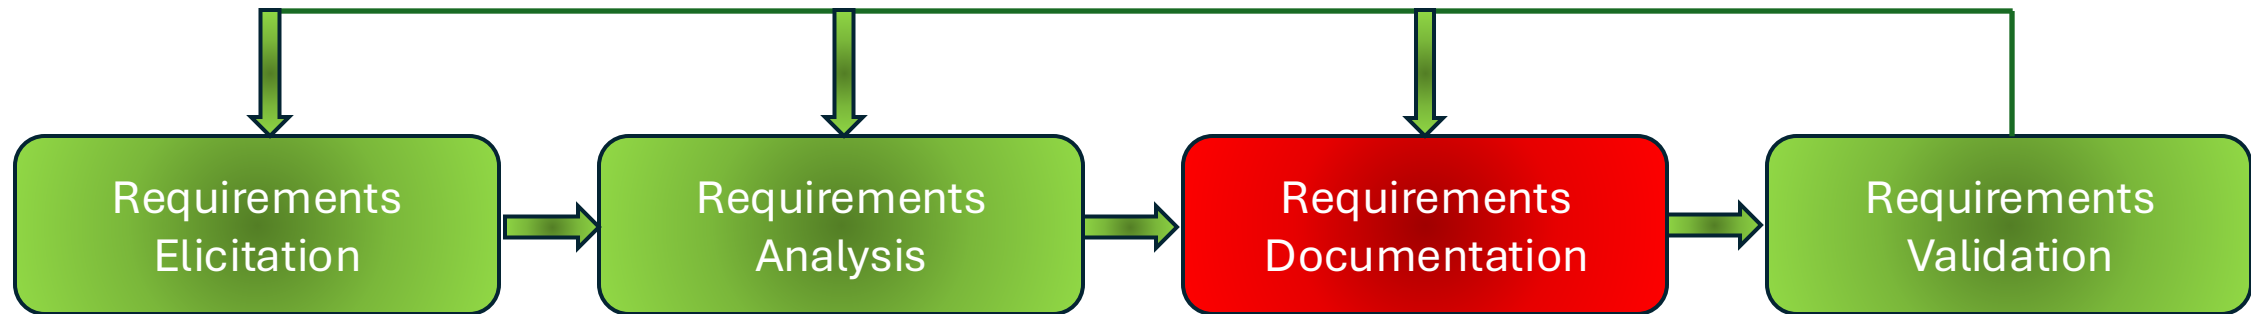 Requirements
Elicitation
Requirements
Analysis
Requirements
Documentation
Requirements
Validation